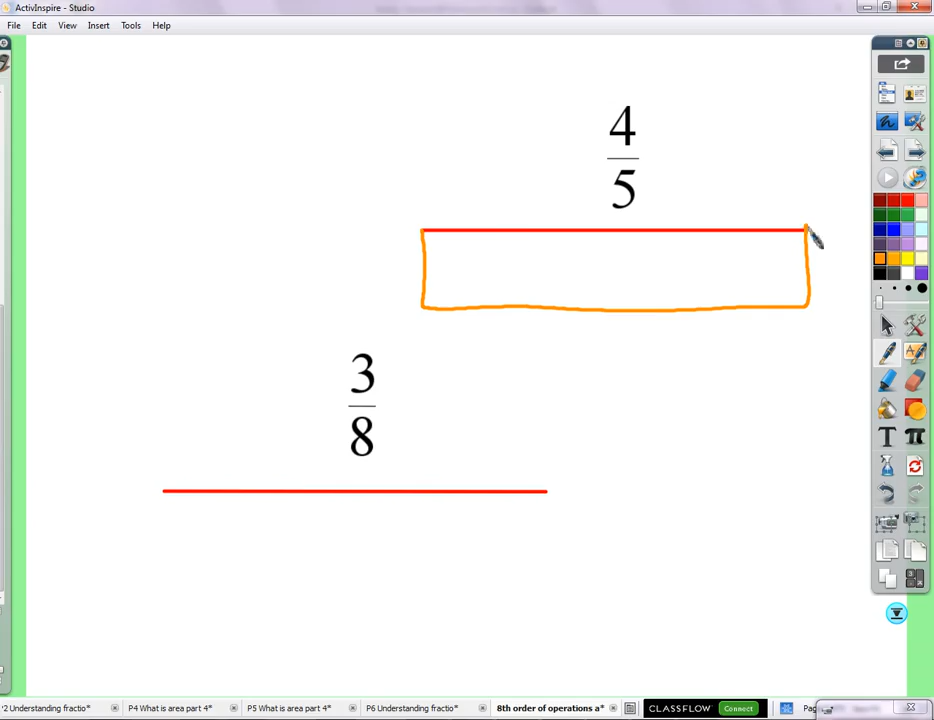 ActivInspire - Studio
File Edit View Insert Tools Help
4
5
3
8
'2 Understanding fractio* P4 What is area part 4* P5 What is area part 4* P6 Understanding fractio* 8th order of operations a* CLASSFLOW Connect